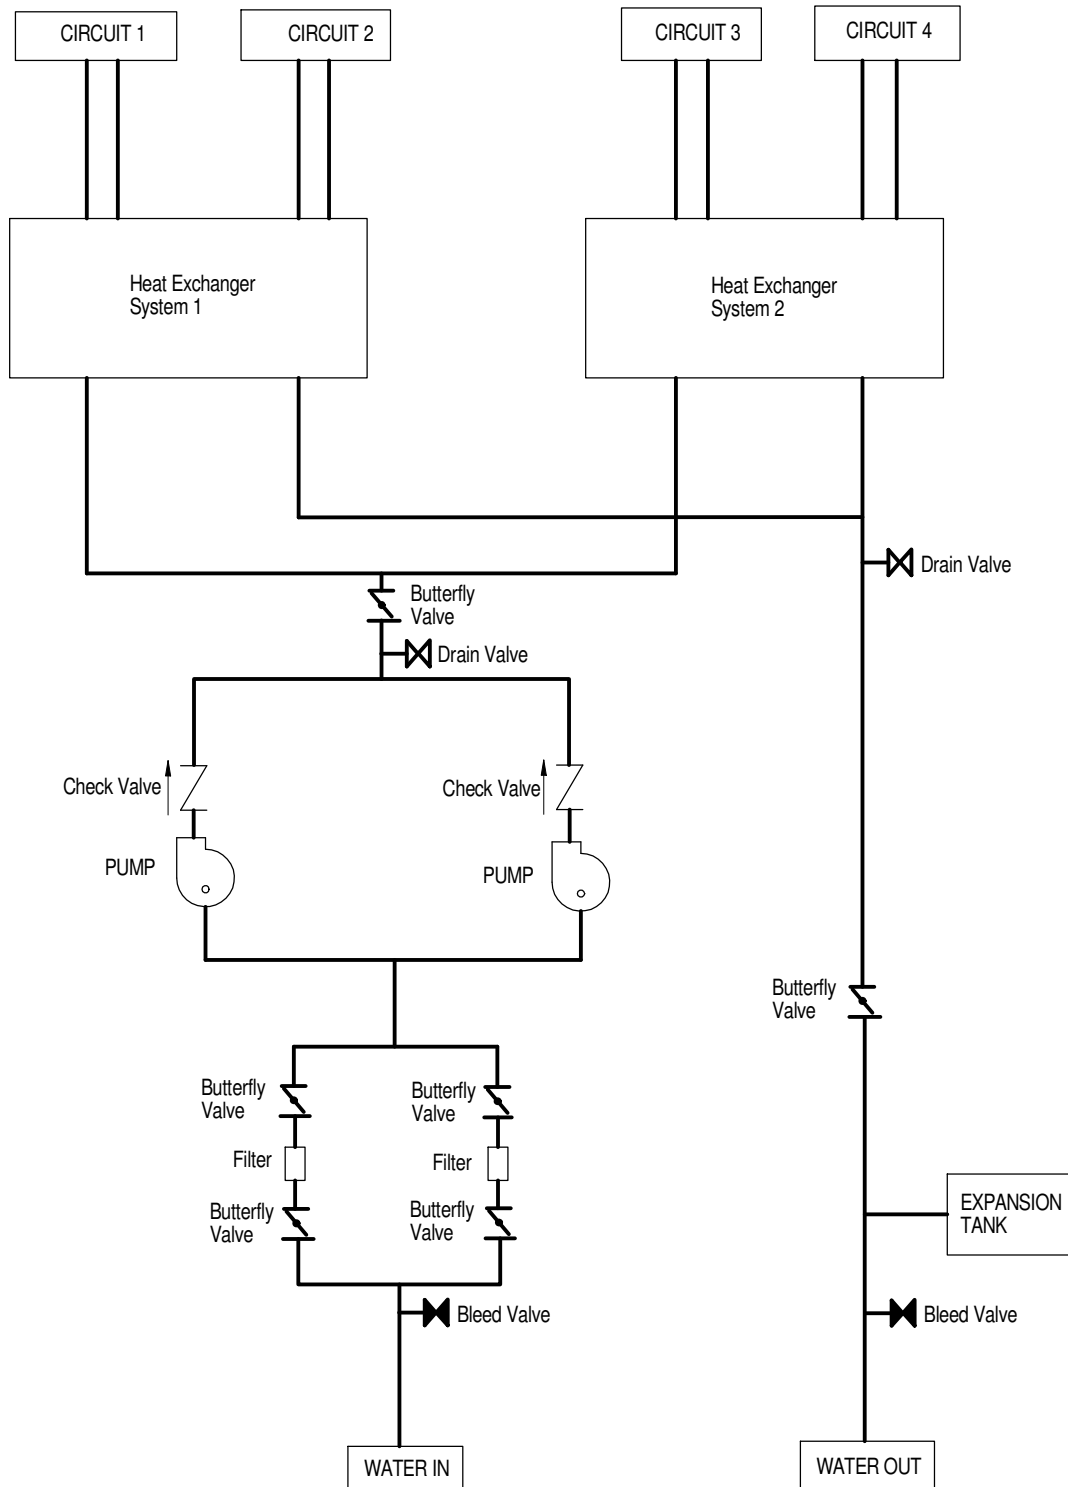 CIRCUIT 1
CIRCUIT 2
CIRCUIT 3
CIRCUIT 4
Heat Exchanger
System 1
Heat Exchanger
System 2
Drain Valve
Butterfly
Valve
Drain Valve
Check Valve
Check Valve
PUMP
PUMP
Butterfly
Valve
Butterfly
Valve
Butterfly
Valve
Filter
Filter
Butterfly
Valve
Butterfly
Valve
EXPANSION
TANK
Bleed Valve
Bleed Valve
WATER IN
WATER OUT